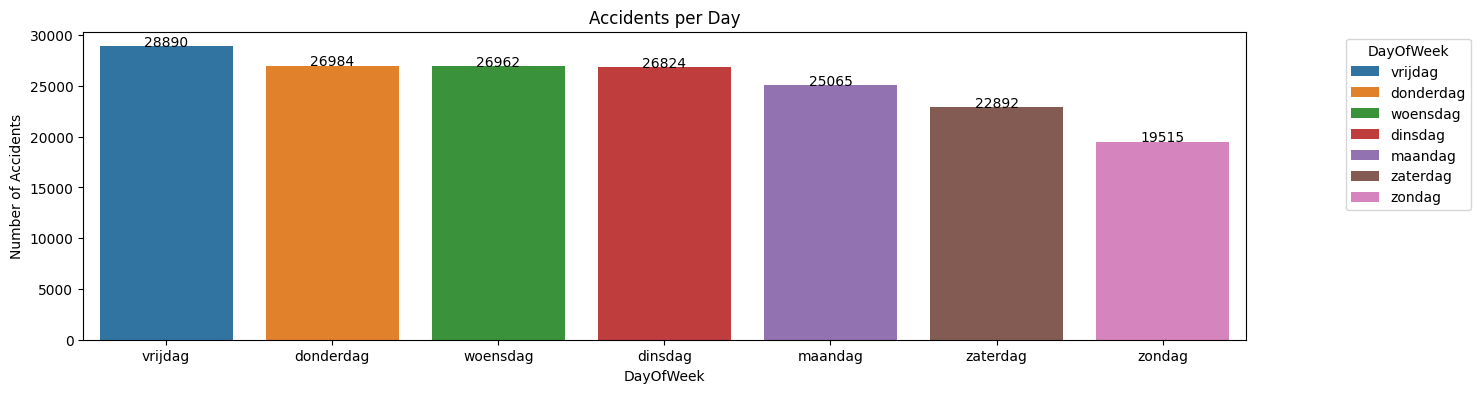 Accidents per Day
Number of Accidents
30000
25000
20000
15000
10000
5000
0
28890
26984
26962
26824
25065
22892
19515
vrijdag
donderdag
woensdag
dinsdag
maandag
zaterdag
zondag
DayOfWeek
DayOfWeek
vrijdag
donderdag
woensdag
dinsdag
maandag
zaterdag
zondag